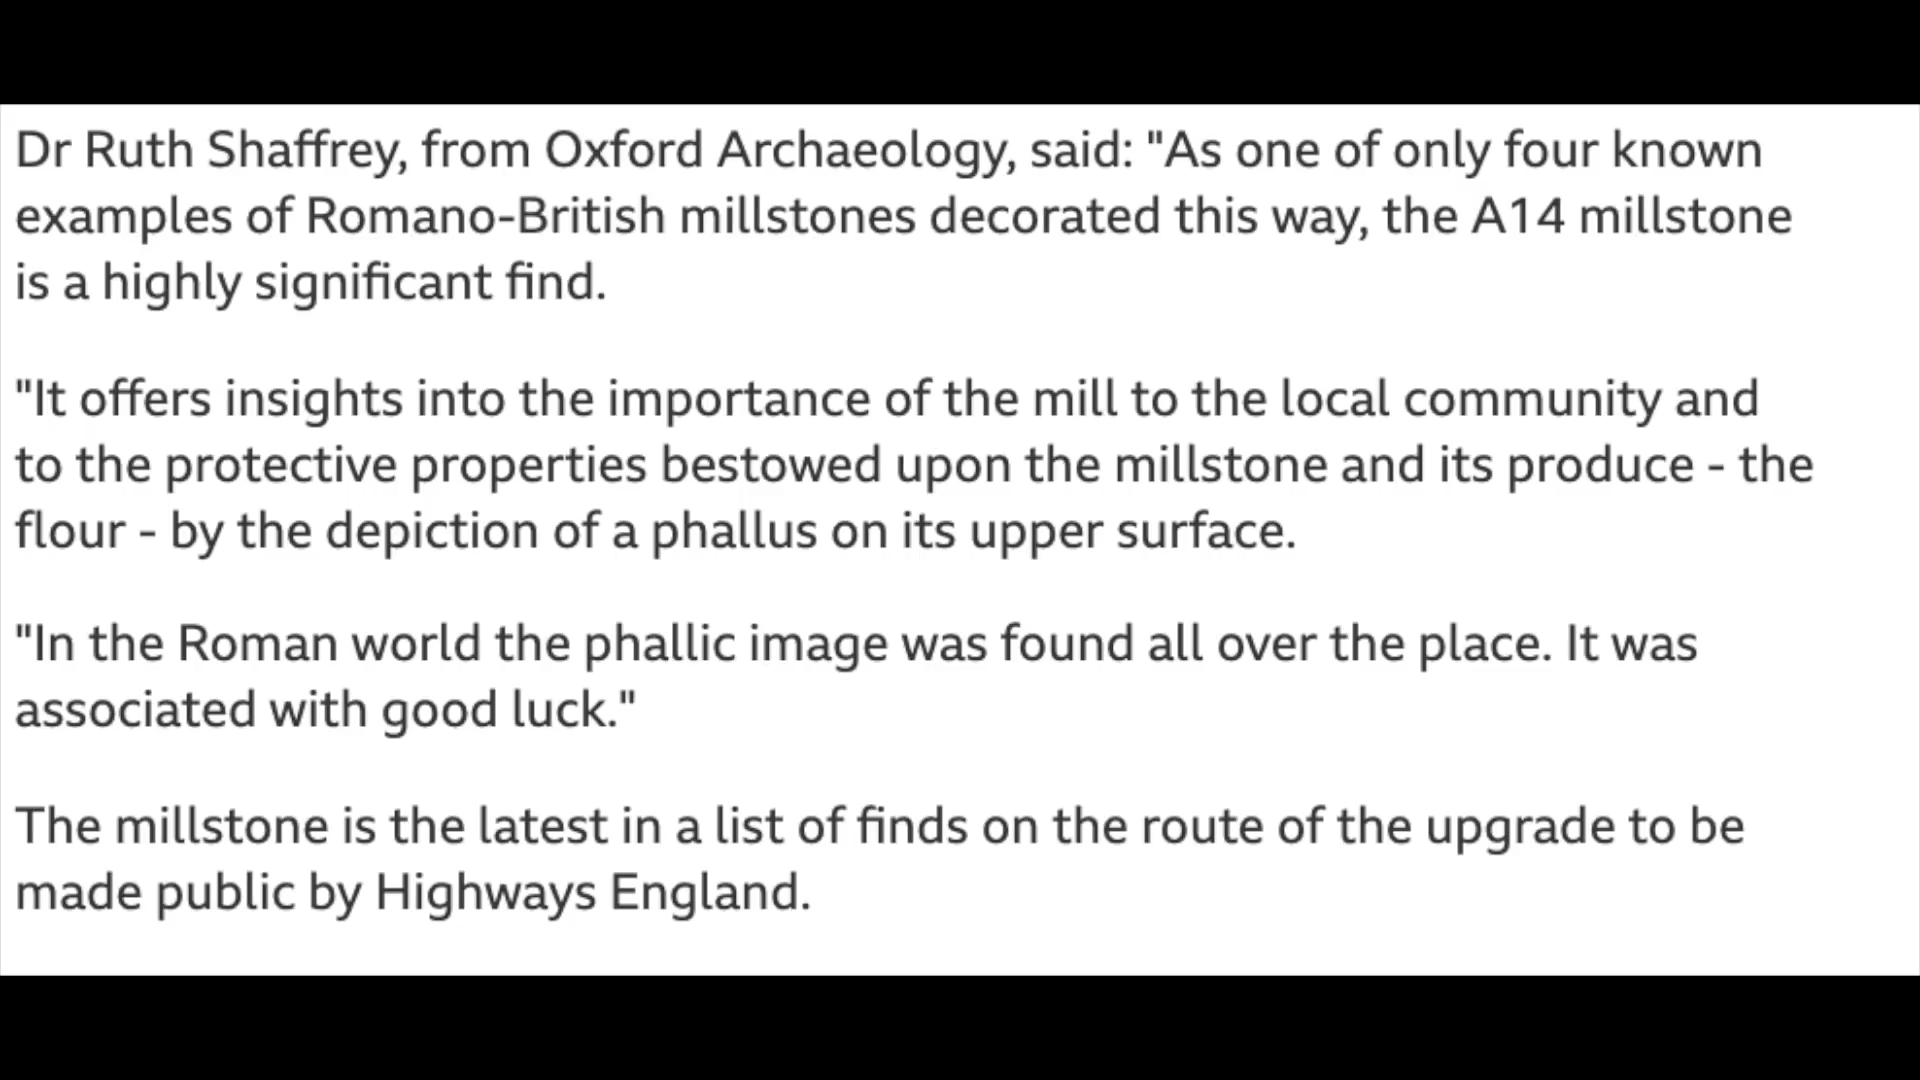 Dr Ruth Shaffrey, from Oxford Archaeology, said: "As one of only four known
examples of Romano-British millstones decorated this way, the A14 millstone
is a highly significant find.
"It offers insights into the importance of the mill to the local community and
to the protective properties bestowed upon the millstone and its produce - the
flour - by the depiction of a phallus on its upper surface.
"In the Roman world the phallic image was found all over the place. It was
associated with good luck."
The millstone is the latest in a list of finds on the route of the upgrade to be
made public by Highways England.